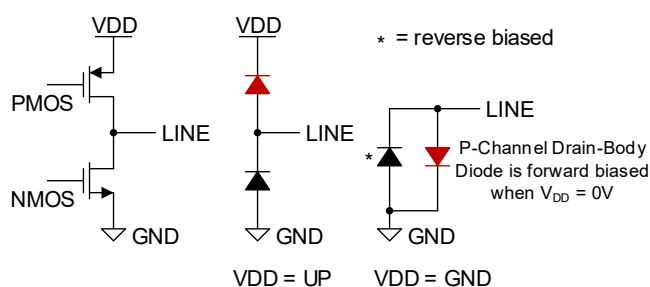 VDD
PMOS
LINE
NMOS
GND
VDD
LINE
GND
VDD = UP
* = reverse biased
LINE
*
P-Channel Drain-Body
Diode is forward biased
when VDD = 0V
GND
VDD = GND